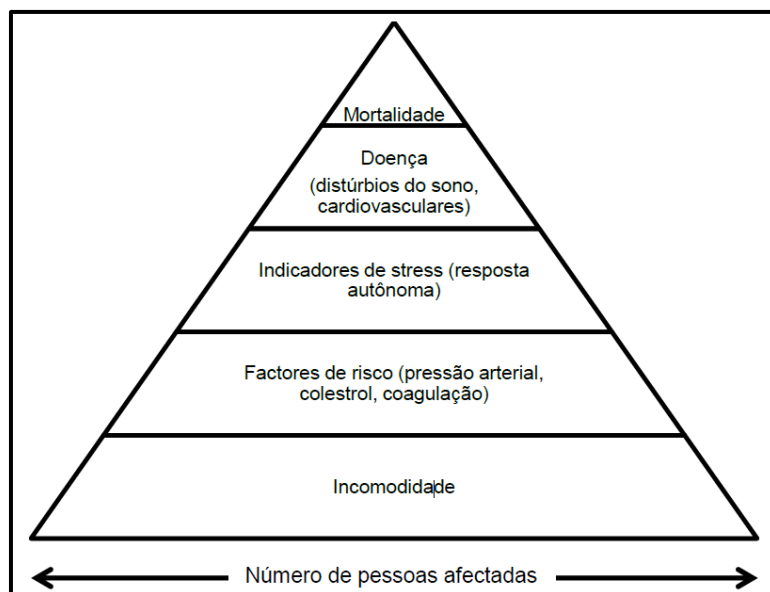 Mortalidade
Doença
(distúrbios do sono,
cardiovasculares)
Indicadores de stress (resposta
autônoma)
Factores de risco (pressão arterial,
colestrol, coagulação)
Incomodidade
Número de pessoas afectadas